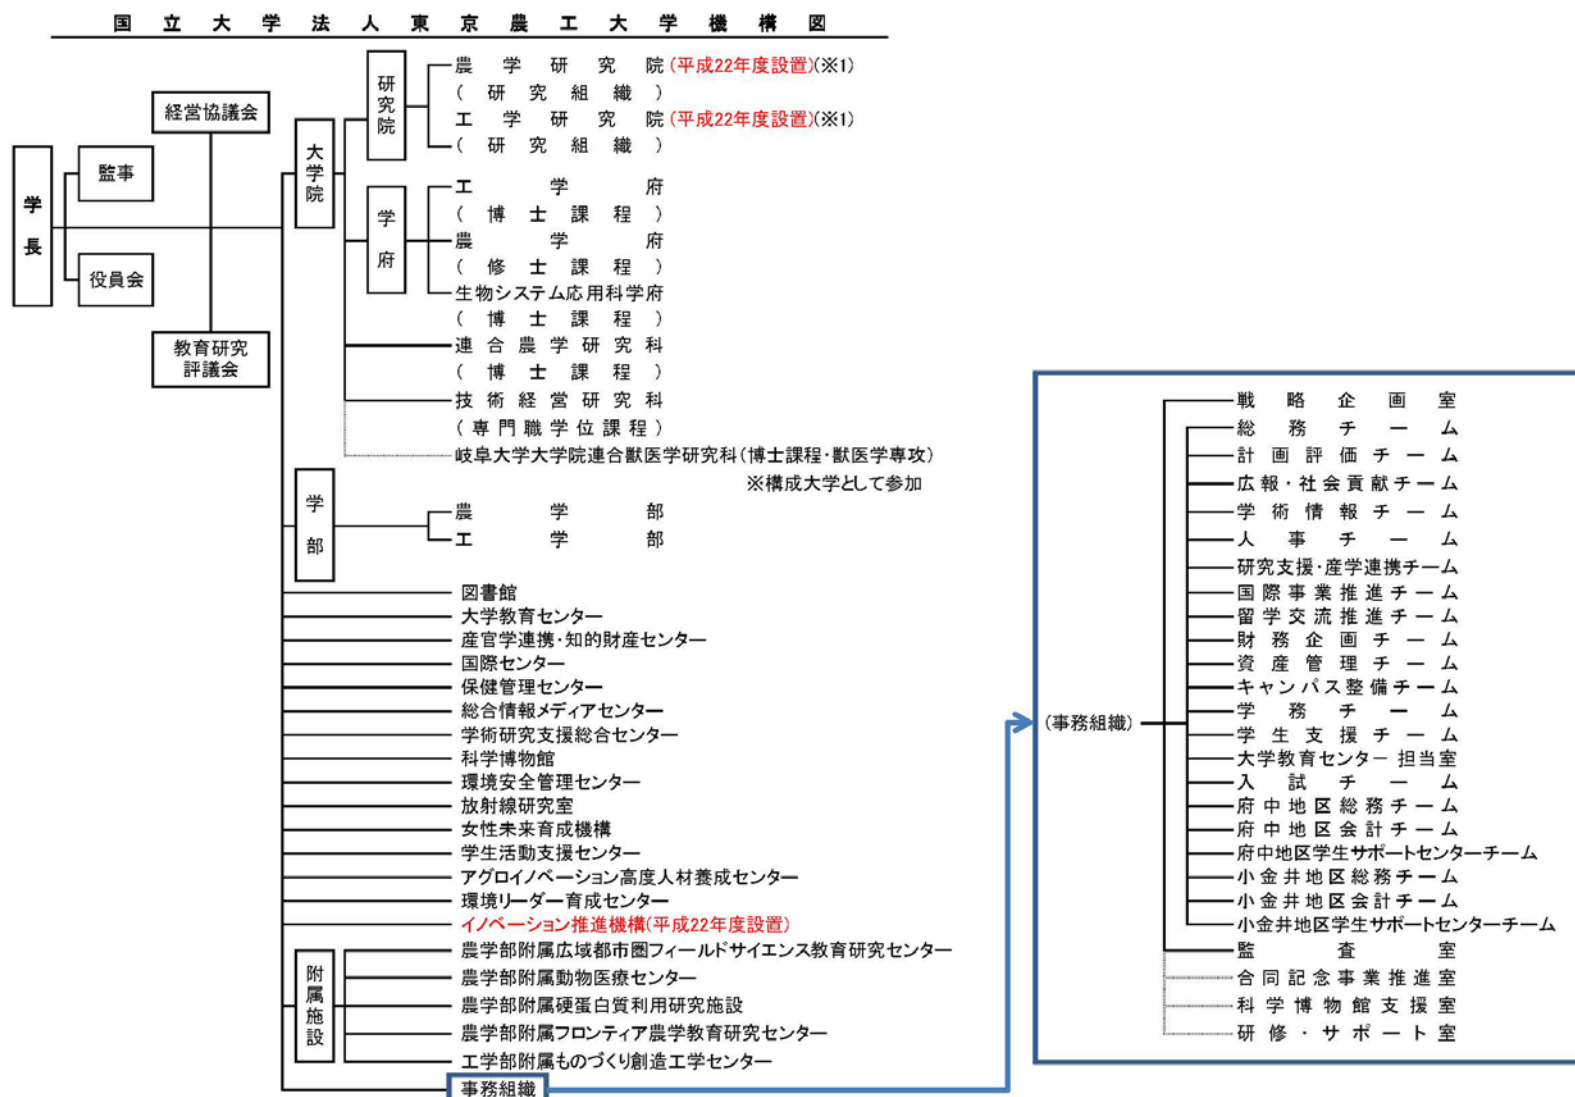 国立大学法人東京農工大学機構図
学長
監事
役員会
経営協議会
教育研究
評議会
大学院
研究院
農学研究院(平成22年度設置)(※1)
(研究組織)
工学研究院(平成22年度設置)(※1)
(研究組織)
学府
工学府
(博士課程)
農学府
(修士課程)
生物システム応用科学府
(博士課程)
連合農学研究科
(博士課程)
技術経営研究科
(専門職学位課程)
岐阜大学大学院連合獣医学研究科(博士課程・獣医学専攻)
※構成大学として参加
学部
農学部
工学部
図書館
大学教育センター
産官学連携・知的財産センター
国際センター
保健管理センター
総合情報メディアセンター
学術研究支援総合センター
科学博物館
環境安全管理センター
放射線研究室
女性未来育成機構
学生活動支援センター
アグロイノベーション高度人材養成センター
環境リーダー育成センター
イノベーション推進機構(平成22年度設置)
附属施設
農学部附属広域都市圏フィールドサイエンス教育研究センター
農学部附属動物医療センター
農学部附属硬蛋白質利用研究施設
農学部附属フロンティア農学教育研究センター
工学部附属ものづくり創造工学センター
事務組織
(事務組織)
戦略企画室
総務チーム
計画評価チーム
広報・社会貢献チーム
学術情報チーム
人事チーム
研究支援・産学連携チーム
国際事業推進チーム
留学交流推進チーム
財務企画チーム
資産管理チーム
キャンパス整備チーム
学務チーム
学生支援チーム
大学教育センター担当室
入試チーム
府中地区総務チーム
府中地区会計チーム
府中地区学生サポートセンターチーム
小金井地区総務チーム
小金井地区会計チーム
小金井地区学生サポートセンターチーム
監査室
合同記念事業推進室
科学博物館支援室
研修・サポート室